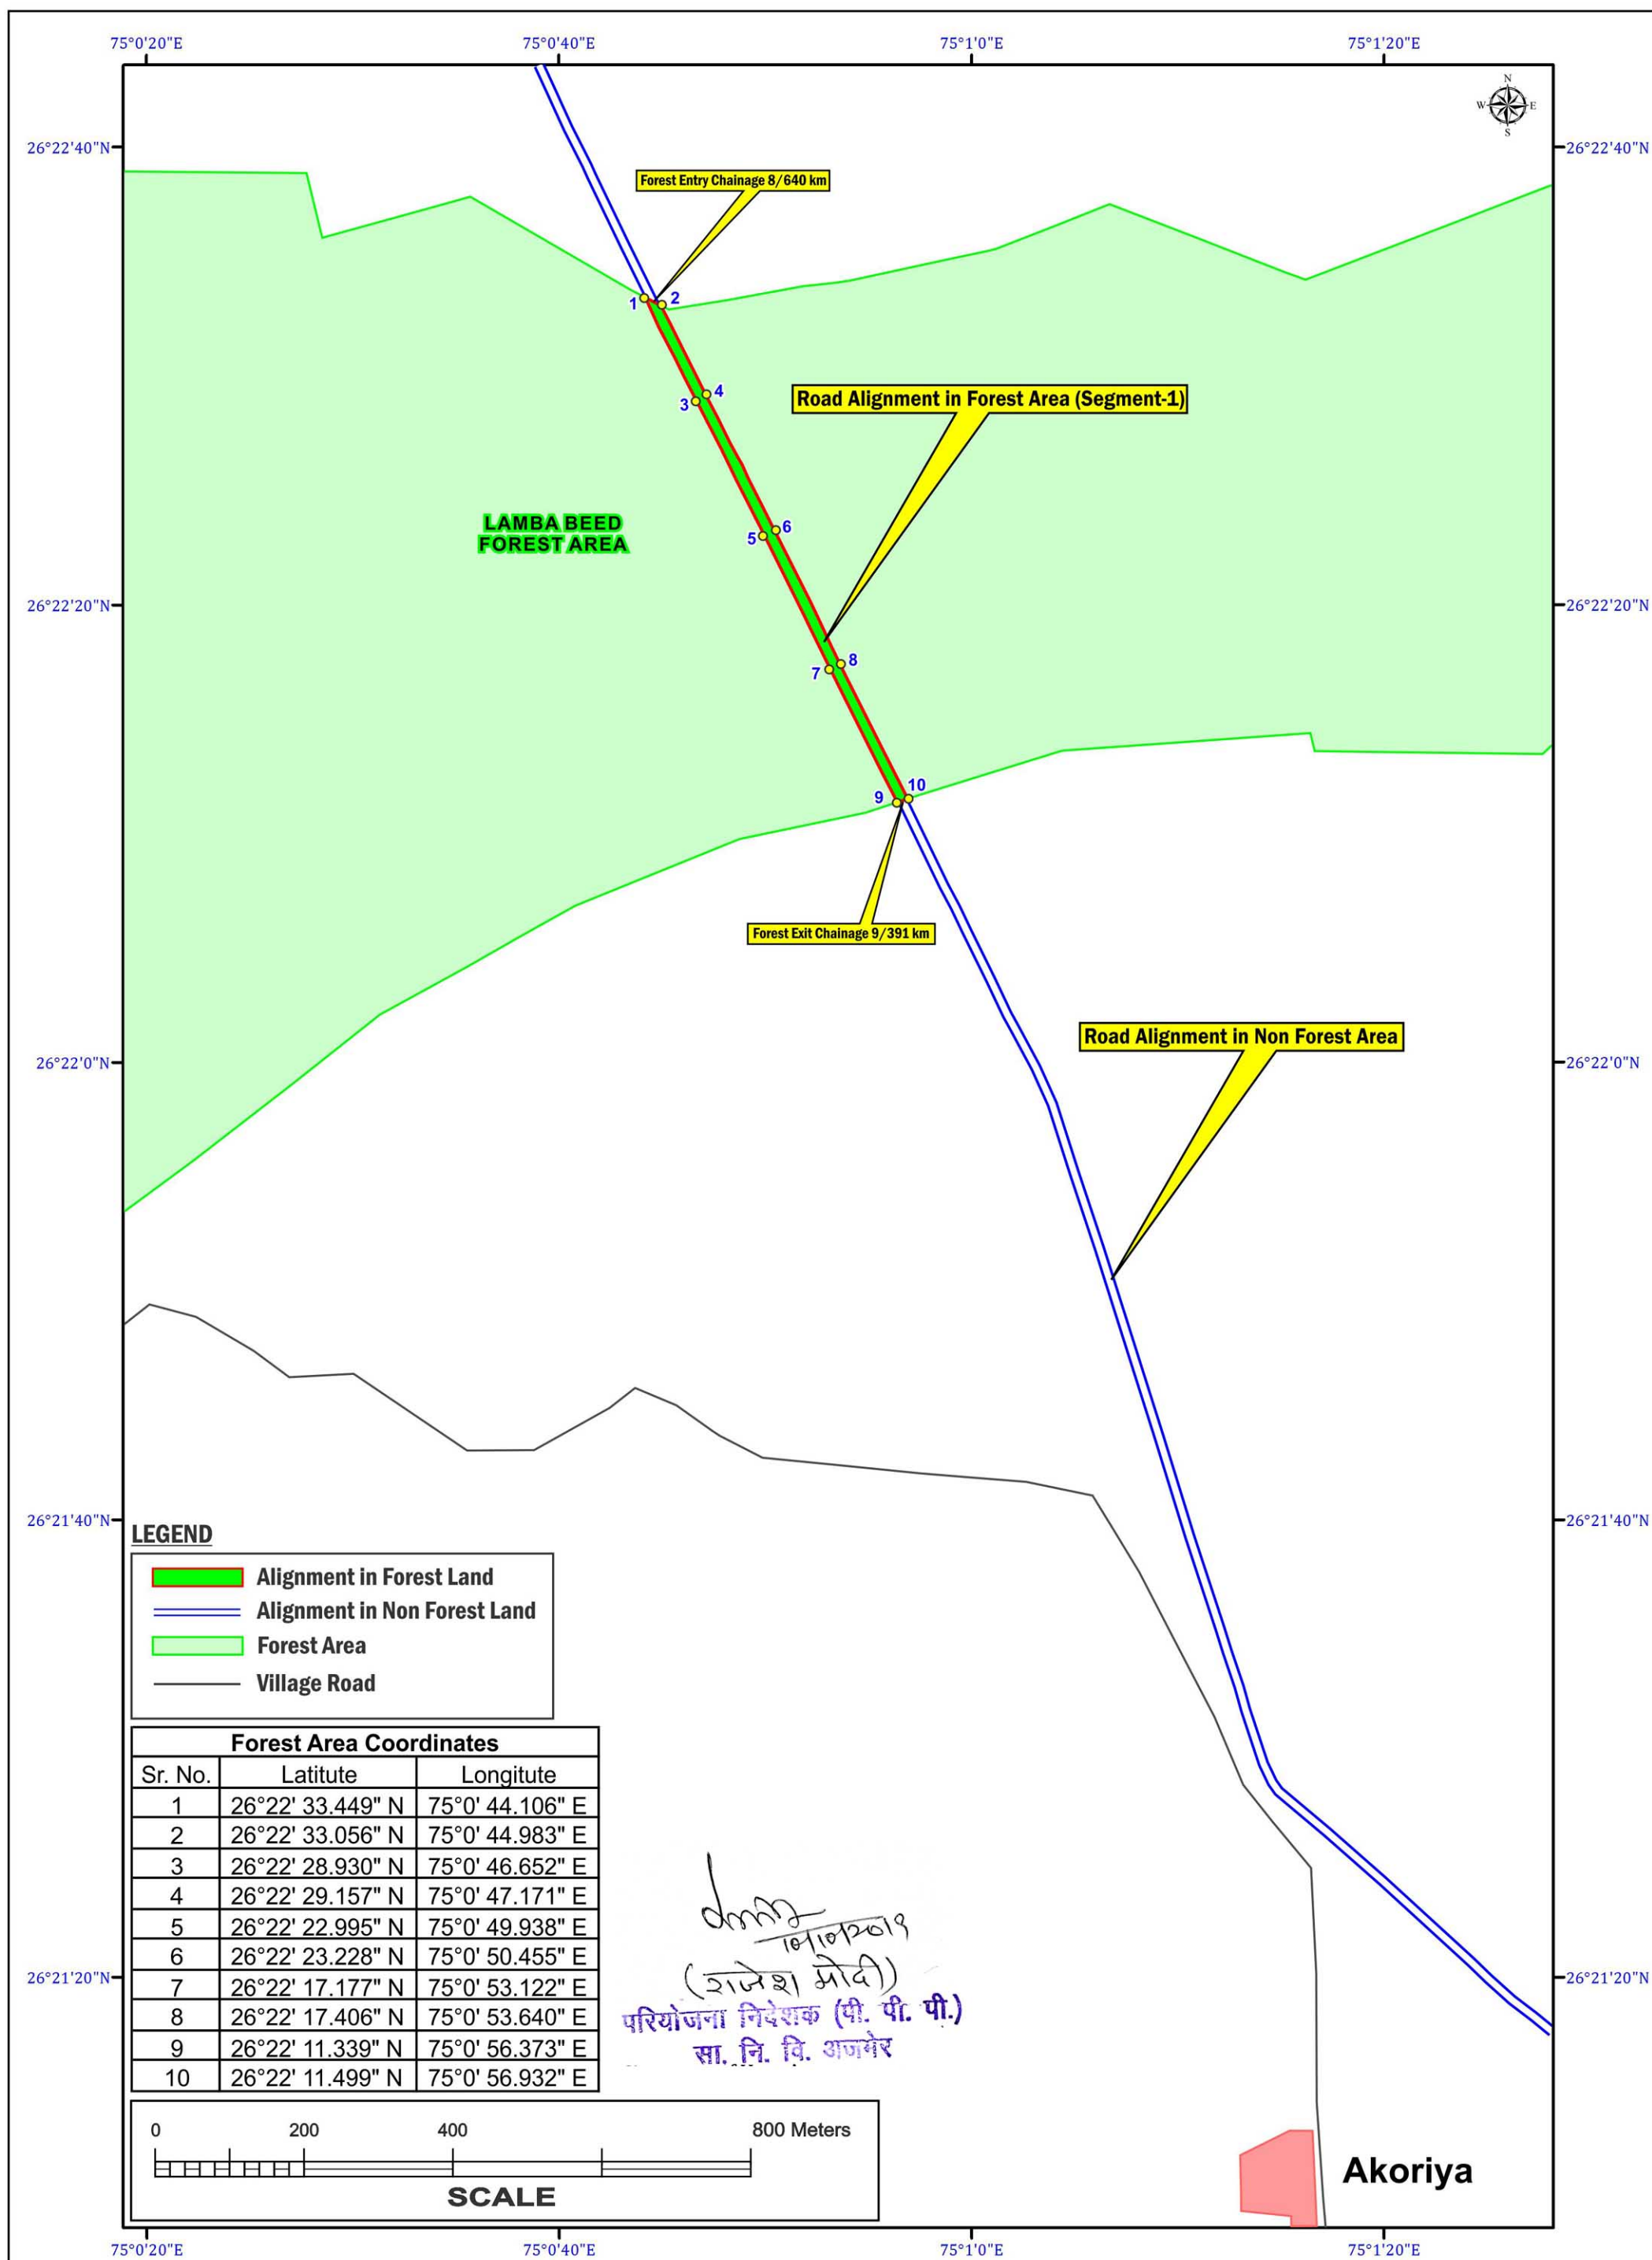 75°0'20"E
75°0'40"E
75°1'0"E
75°1'20"E
N
W E
S
26°22'40"N
26°22'40"N
Forest Entry Chainage 8/640 km
1
2
3
4
Road Alignment in Forest Area (Segment-1)
LAMBA BEED
FOREST AREA
5
6
26°22'20"N
26°22'20"N
7
8
9
10
Forest Exit Chainage 9/391 km
Road Alignment in Non Forest Area
26°22'0"N
26°22'0"N
26°21'40"N
26°21'40"N
LEGEND
Alignment in Forest Land
Alignment in Non Forest Land
Forest Area
Village Road
Forest Area Coordinates
Sr. No. Latitute Longitute
1 26°22' 33.449" N 75°0' 44.106" E
2 26°22' 33.056" N 75°0' 44.983" E
3 26°22' 28.930" N 75°0' 46.652" E
4 26°22' 29.157" N 75°0' 47.171" E
5 26°22' 22.995" N 75°0' 49.938" E
6 26°22' 23.228" N 75°0' 50.455" E
7 26°22' 17.177" N 75°0' 53.122" E
8 26°22' 17.406" N 75°0' 53.640" E
9 26°22' 11.339" N 75°0' 56.373" E
10 26°22' 11.499" N 75°0' 56.932" E
10/10/2019
(राजेश मोदी)
परियोजना निदेशक (पी. पी. पी.)
सा. नि. वि. अजमेर
26°21'20"N
26°21'20"N
0 200 400 800 Meters
SCALE
Akoriya
75°0'20"E
75°0'40"E
75°1'0"E
75°1'20"E